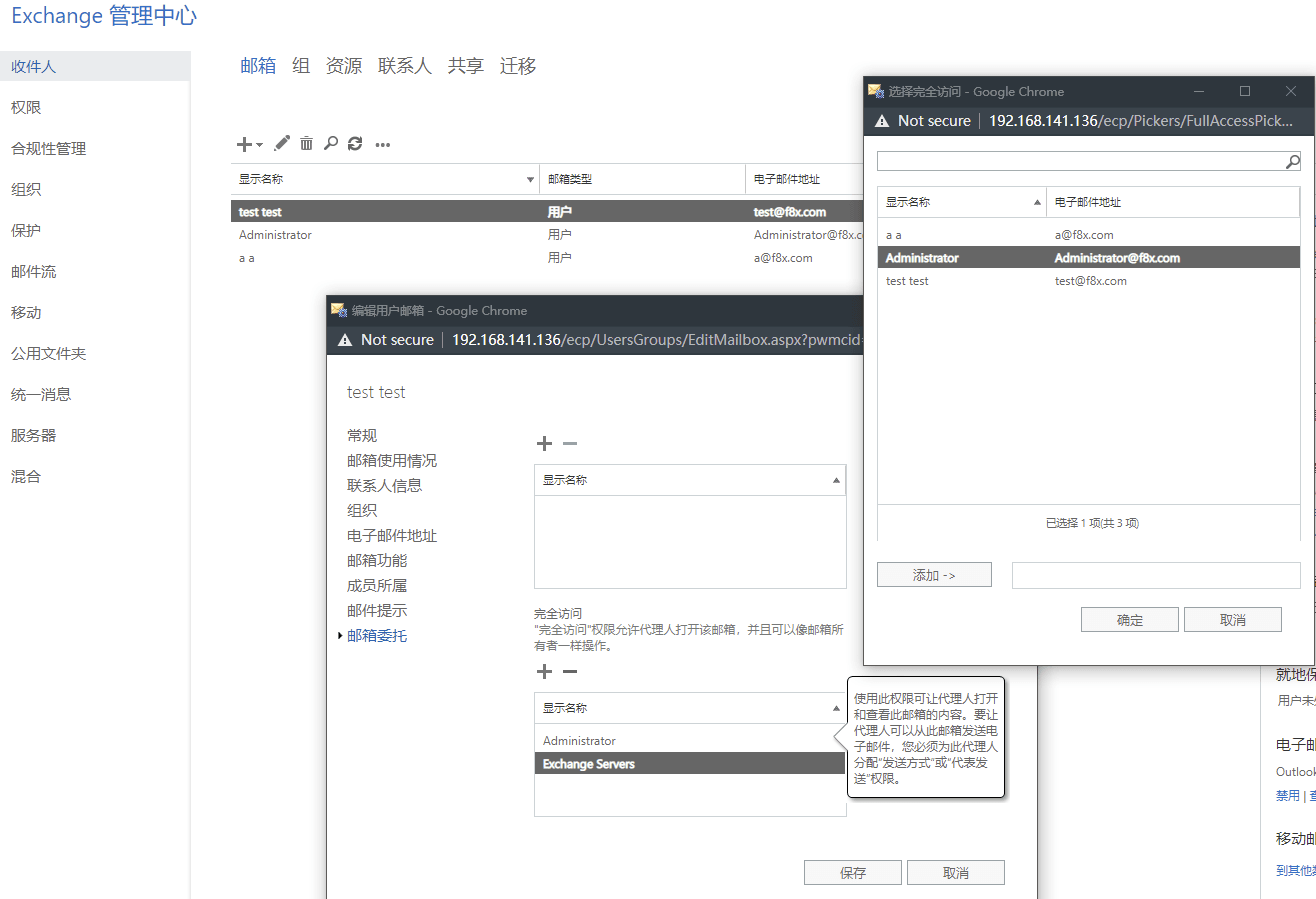 Exchange 管理中心
收件人
权限
合规性管理
组织
保护
邮件流
移动
公用文件夹
统一消息
服务器
混合
邮箱 组 资源 联系人 共享 迁移
显示名称 邮箱类型 电子邮件地址
test test 用户 test@f8x.com
Administrator 用户 Administrator@f8x.c
a a 用户 a@f8x.com
选择完全访问 - Google Chrome
Not secure 192.168.141.136/ecp/Pickers/FullAccessPick...
显示名称 电子邮件地址
a a a@f8x.com
Administrator Administrator@f8x.com
test test test@f8x.com
已选择 1 项(共 3 项)
添加 ->
确定 取消
编辑用户邮箱 - Google Chrome
Not secure 192.168.141.136/ecp/UsersGroups/EditMailbox.aspx?pwmcid=
test test
常规
邮箱使用情况
联系人信息
组织
电子邮件地址
邮箱功能
成员所属
邮件提示
邮箱委托
显示名称
完全访问
"完全访问"权限允许代理人打开该邮箱，并且可以像邮箱所
有者一样操作。
显示名称
Administrator
Exchange Servers
使用此权限可让代理人打开
和查看此邮箱的内容。要让
代理人可以从此邮箱发送电
子邮件，您必须为此代理人
分配"发送方式"或"代表发
送"权限。
保存 取消
就地保
用户未
电子邮
Outlook
禁用 |
移动邮
到其他